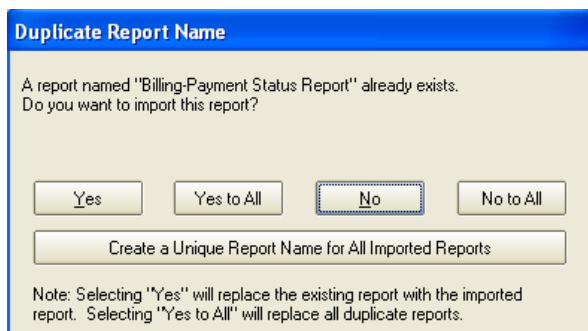 Duplicate Report Name
A report named "Billing-Payment Status Report" already exists.
Do you want to import this report?
Yes
Yes to All
No
No to All
Create a Unique Report Name for All Imported Reports
Note: Selecting "Yes" will replace the existing report with the imported
report.  Selecting "Yes to All" will replace all duplicate reports.